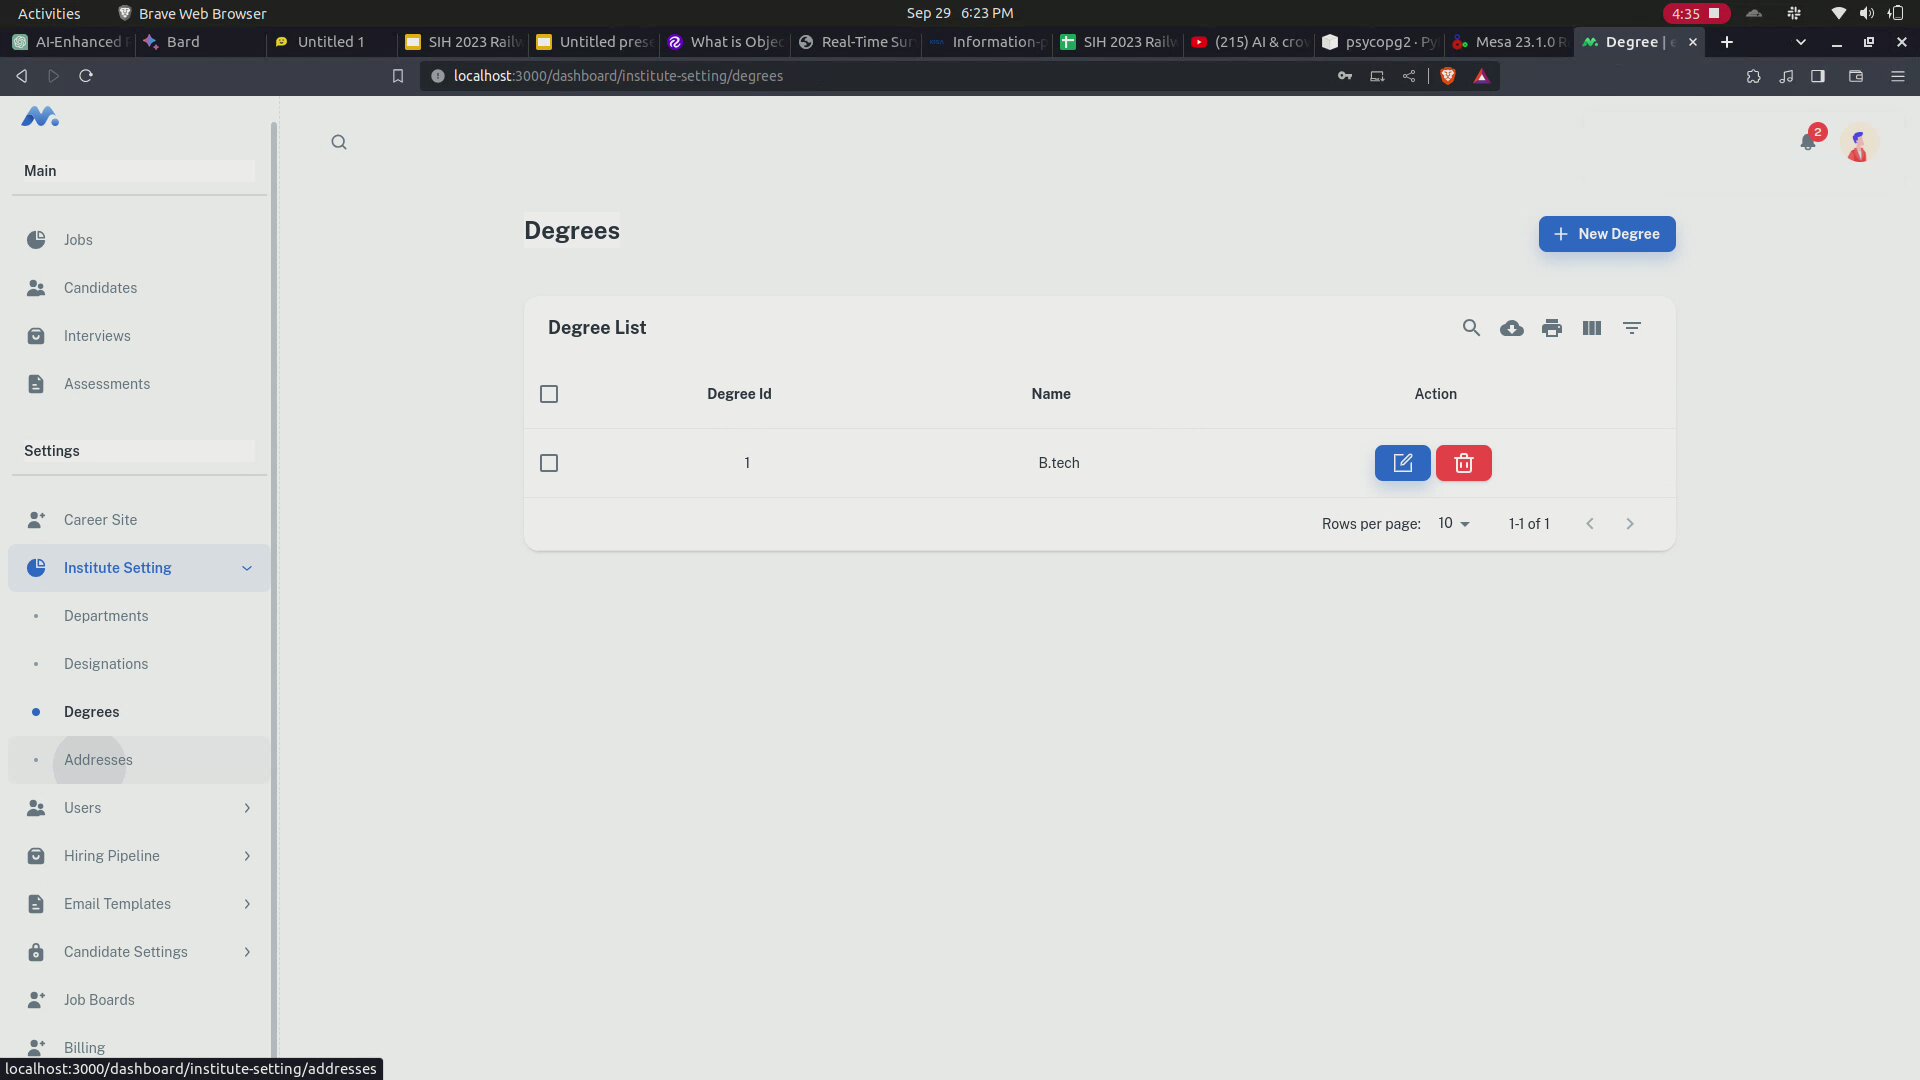 Activities
Brave Web Browser
Sep 29 6:23 PM
4:35
AI-Enhanced
Bard
Untitled 1
SIH 2023 Railw
Untitled prese
What is Objec
Real-Time Sur
Information-p
SIH 2023 Railw
(215) AI & crov
psycopg2 · Py
Mesa 23.1.0 R
Degree |
localhost:3000/dashboard/institute-setting/degrees
2
Main
Jobs
Candidates
Interviews
Assessments
Settings
Career Site
Institute Setting
Departments
Designations
Degrees
Addresses
Users
Hiring Pipeline
Email Templates
Candidate Settings
Job Boards
Billing
Degrees
New Degree
Degree List
Degree Id
Name
Action
1
B.tech
Rows per page:
10
1-1 of 1
localhost:3000/dashboard/institute-setting/addresses